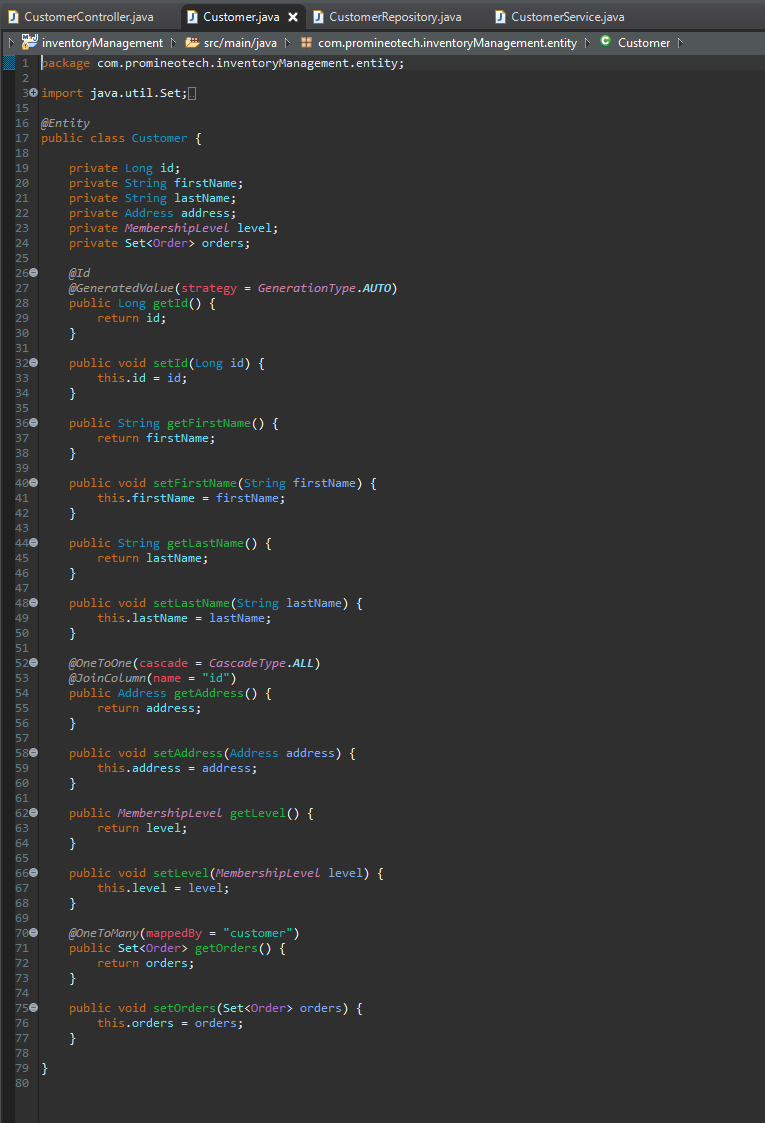 CustomerController.java Customer.java CustomerRepository.java CustomerService.java
inventoryManagement src/main/java com.promineotech.inventoryManagement.entity Customer
1 package com.promineotech.inventoryManagement.entity;
2
3 import java.util.Set;
15
16 @Entity
17 public class Customer {
18
19     private Long id;
20     private String firstName;
21     private String lastName;
22     private Address address;
23     private MembershipLevel level;
24     private Set<Order> orders;
25
26     @Id
27     @GeneratedValue(strategy = GenerationType.AUTO)
28     public Long getId() {
29         return id;
30     }
31
32     public void setId(Long id) {
33         this.id = id;
34     }
35
36     public String getFirstName() {
37         return firstName;
38     }
39
40     public void setFirstName(String firstName) {
41         this.firstName = firstName;
42     }
43
44     public String getLastName() {
45         return lastName;
46     }
47
48     public void setLastName(String lastName) {
49         this.lastName = lastName;
50     }
51
52     @OneToOne(cascade = CascadeType.ALL)
53     @JoinColumn(name = "id")
54     public Address getAddress() {
55         return address;
56     }
57
58     public void setAddress(Address address) {
59         this.address = address;
60     }
61
62     public MembershipLevel getLevel() {
63         return level;
64     }
65
66     public void setLevel(MembershipLevel level) {
67         this.level = level;
68     }
69
70     @OneToMany(mappedBy = "customer")
71     public Set<Order> getOrders() {
72         return orders;
73     }
74
75     public void setOrders(Set<Order> orders) {
76         this.orders = orders;
77     }
78
79 }
80